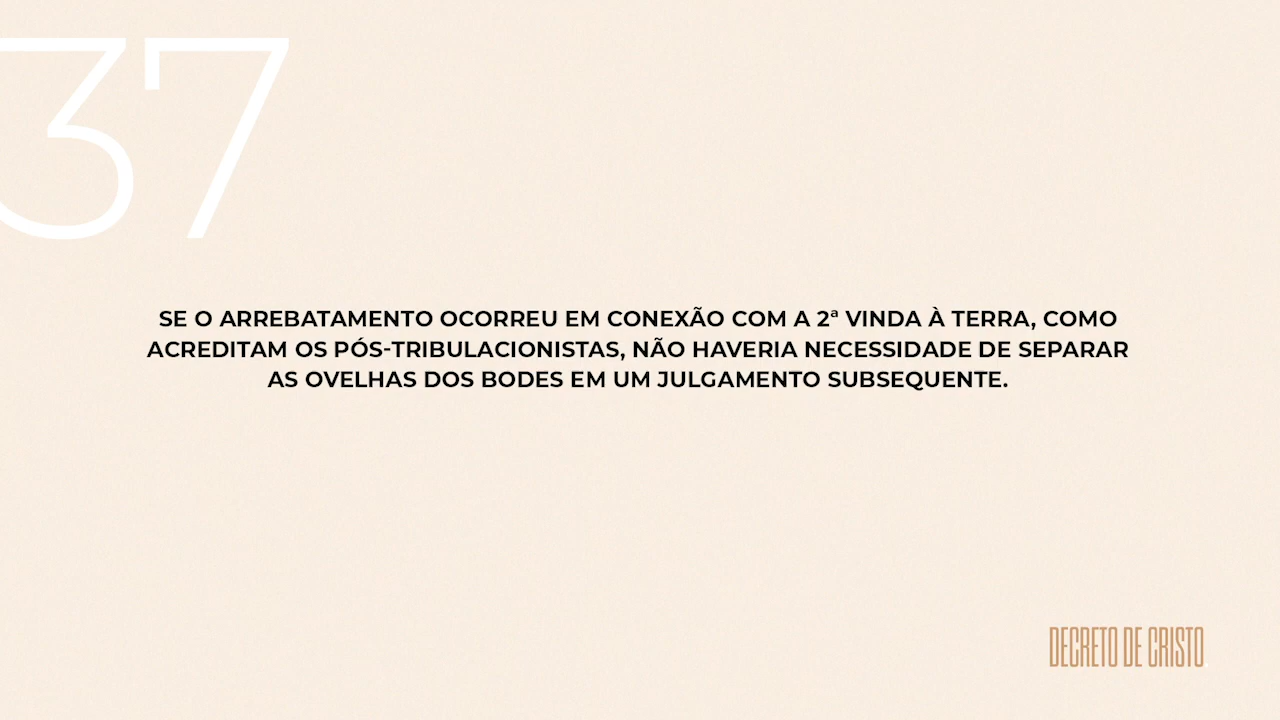 37
SE O ARREBATAMENTO OCORREU EM CONEXÃO COM A 2ª VINDA À TERRA, COMO
ACREDITAM OS PÓS-TRIBULACIONISTAS, NÃO HAVERIA NECESSIDADE DE SEPARAR
AS OVELHAS DOS BODES EM UM JULGAMENTO SUBSEQUENTE.
DECRETO DE CRISTO